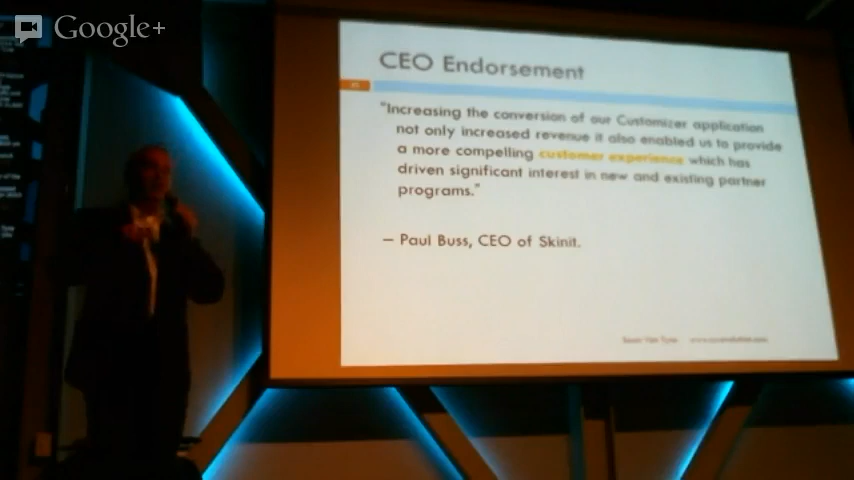 Google+
CEO Endorsement
"Increasing the conversion of our Customizer application
not only increased revenue it also enabled us to provide
a more compelling customer experience which has
driven significant interest in new and existing partner
programs."
– Paul Buss, CEO of Skinit.